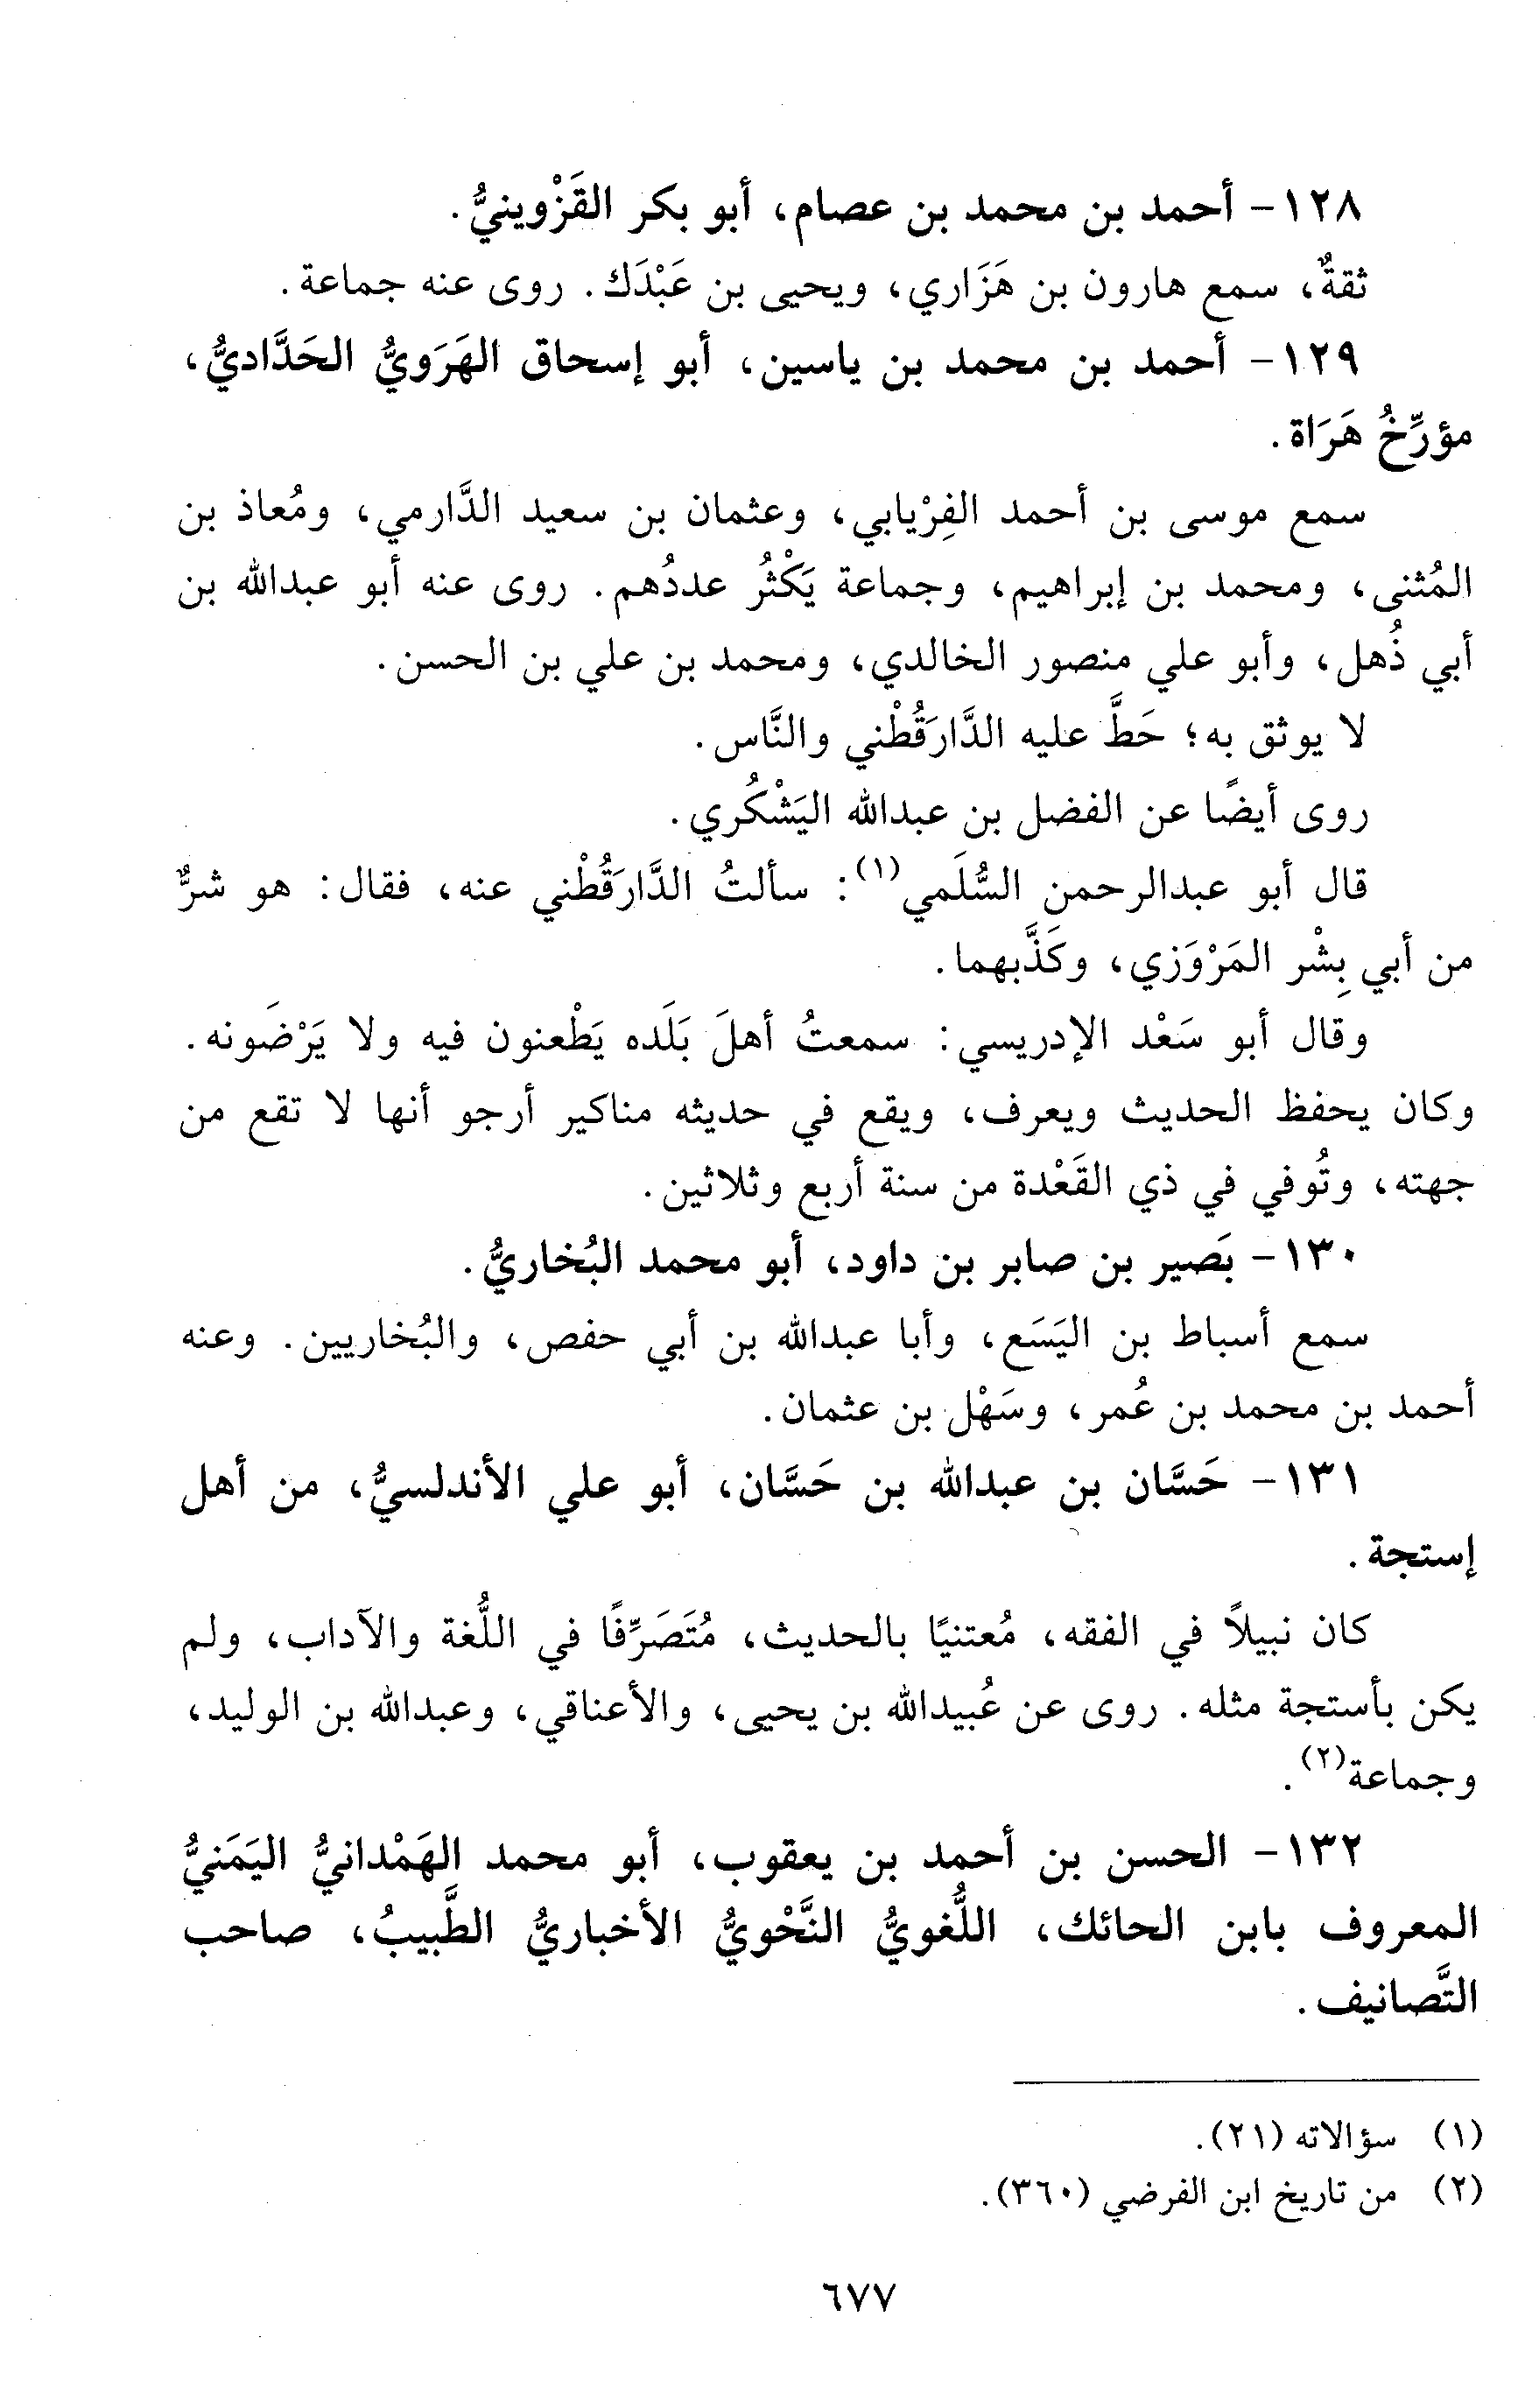 ١٢٨- أحمد بن محمد بن عصام، أبو بكر القَزْوينيُّ.
ثقةٌ، سمع هارون بن هَزَاري، ويحيى بن عَبْدَك. روى عنه جماعة.
١٢٩- أحمد بن محمد بن ياسين، أبو إسحاق الهَرَويُّ الحَدَّاديُّ،
مؤرِّخُ هَرَاة.
سمع موسى بن أحمد الفِرْيابي، وعثمان بن سعيد الدَّارمي، ومُعاذ بن
المُثنى، ومحمد بن إبراهيم، وجماعة يَكْثُر عددُهم. روى عنه أبو عبدالله بن
أبي ذُهل، وأبو علي منصور الخالدي، ومحمد بن علي بن الحسن.
لا يوثق به؛ حَطَّ عليه الدَّارَقُطْني والنَّاس.
روى أيضًا عن الفضل بن عبدالله اليَشْكُري.
قال أبو عبدالرحمن السُّلَمي(١): سألتُ الدَّارَقُطْني عنه، فقال: هو شرٌّ
من أبي بِشْر المَرْوَزي، وكَذَّبهما.
وقال أبو سَعْد الإدريسي: سمعتُ أهلَ بَلَده يَطْعنون فيه ولا يَرْضَونه.
وكان يحفظ الحديث ويعرف، ويقع في حديثه مناكير أرجو أنها لا تقع من
جهته، وتُوفي في ذي القَعْدة من سنة أربع وثلاثين.
١٣٠- بَصير بن صابر بن داود، أبو محمد البُخاريُّ.
سمع أسباط بن اليَسَع، وأبا عبدالله بن أبي حفص، والبُخاريين. وعنه
أحمد بن محمد بن عُمر، وسَهْل بن عثمان.
١٣١- حَسَّان بن عبدالله بن حَسَّان، أبو علي الأندلسيُّ، من أهل
إستجة.
كان نبيلاً في الفقه، مُعتنيًا بالحديث، مُتَصَرِّفًا في اللُّغة والآداب، ولم
يكن بأستجة مثله. روى عن عُبيدالله بن يحيى، والأعناقي، وعبدالله بن الوليد،
وجماعة(٢).
١٣٢- الحسن بن أحمد بن يعقوب، أبو محمد الهَمْدانيُّ اليَمَنيُّ
المعروف بابن الحائك، اللُّغويُّ النَّحْويُّ الأخباريُّ الطَّبيبُ، صاحب
التَّصانيف.
(١) سؤالاته (٢١).
(٢) من تاريخ ابن الفرضي (٣٦٠).
٦٧٧